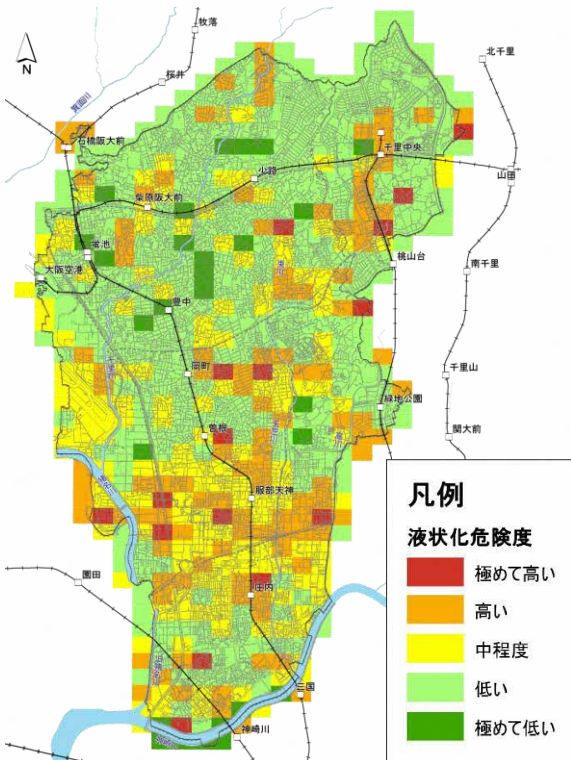 牧落
北千里
N
桜井
箕面川
石橋阪大前
千里中央
少路
山田
柴原阪大前
蛍池
大阪空港
桃山台
南千里
豊中
岡町
千里山
緑地公園
曽根
関大前
服部天神
園田
庄内
三国
神崎川
凡例
液状化危険度
極めて高い
高い
中程度
低い
極めて低い